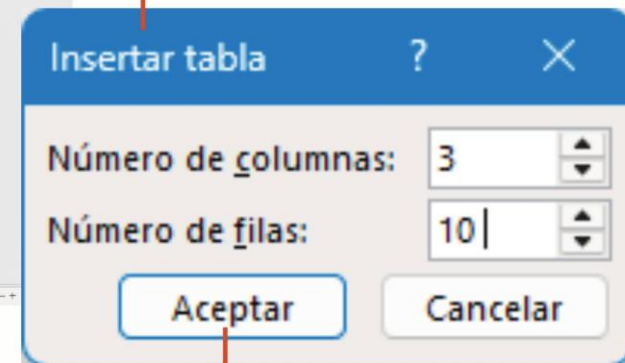 Insertar tabla ?
Número de columnas: 3
Número de filas: 10
Aceptar Cancelar